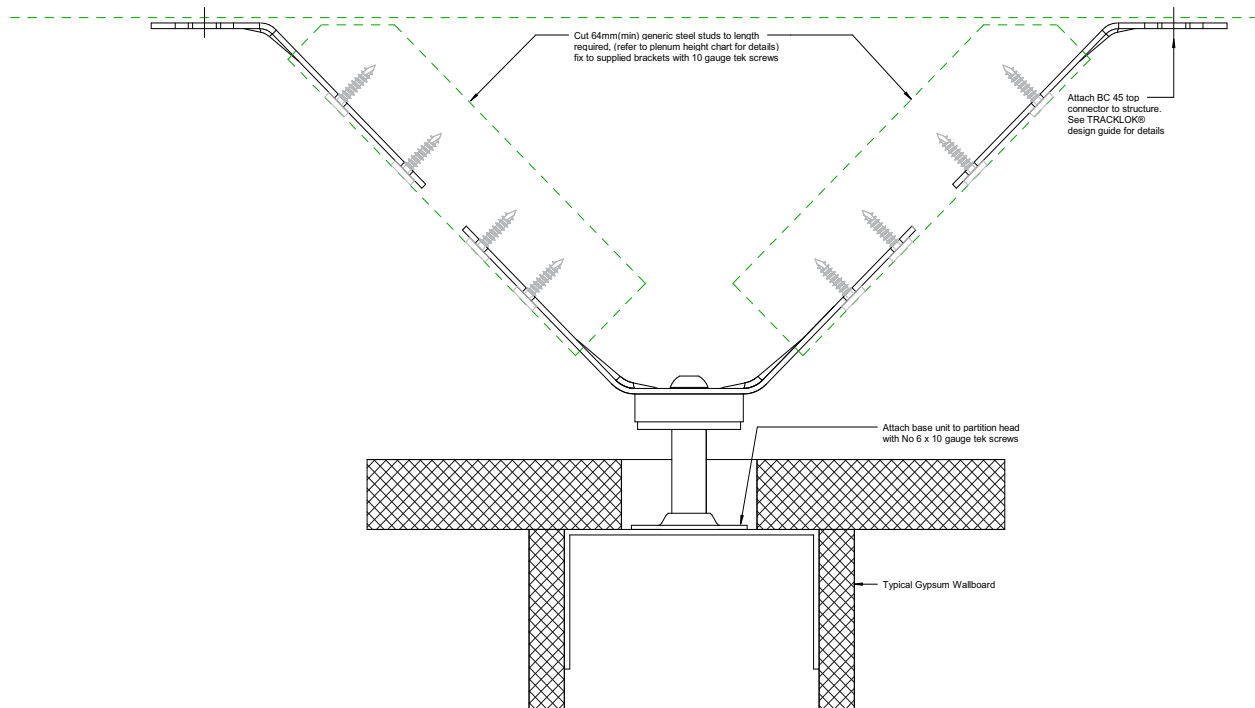 Cut 64mm(min) generic steel studs to length
required, (refer to plenum height chart for details)
fix to supplied brackets with 10 gauge tek screws
Attach BC 45 top
connector to structure.
See TRACKLOK®
design guide for details
Attach base unit to partition head
with No 6 x 10 gauge tek screws
Typical Gypsum Wallboard